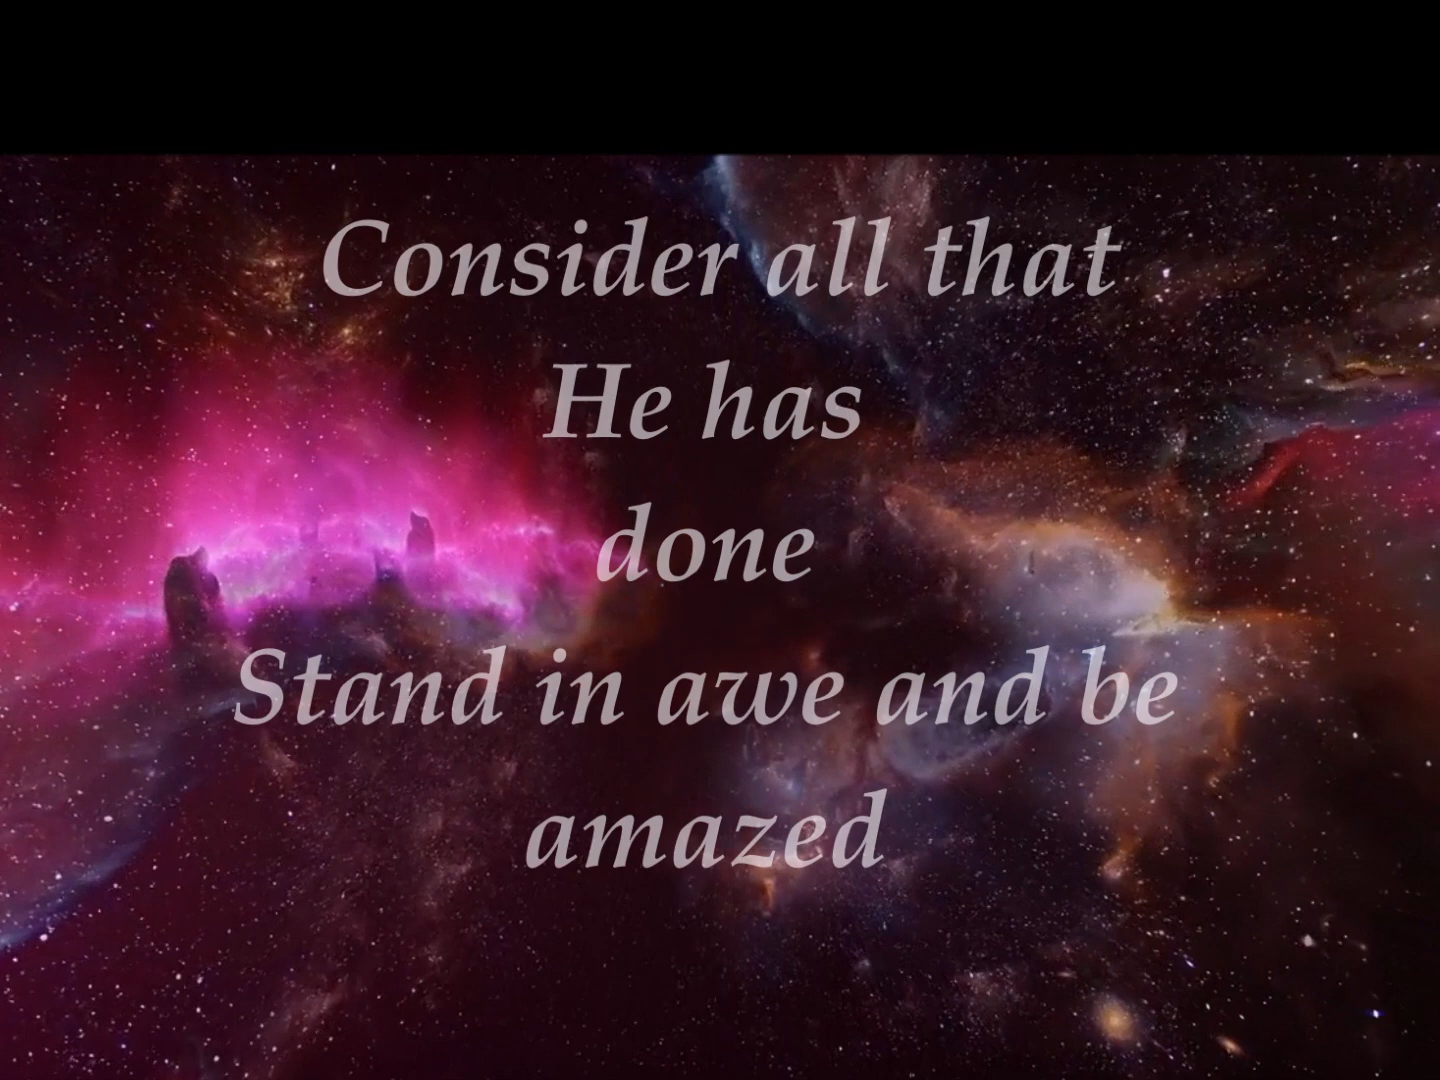 Consider all that
He has
done
Stand in awe and be
amazed